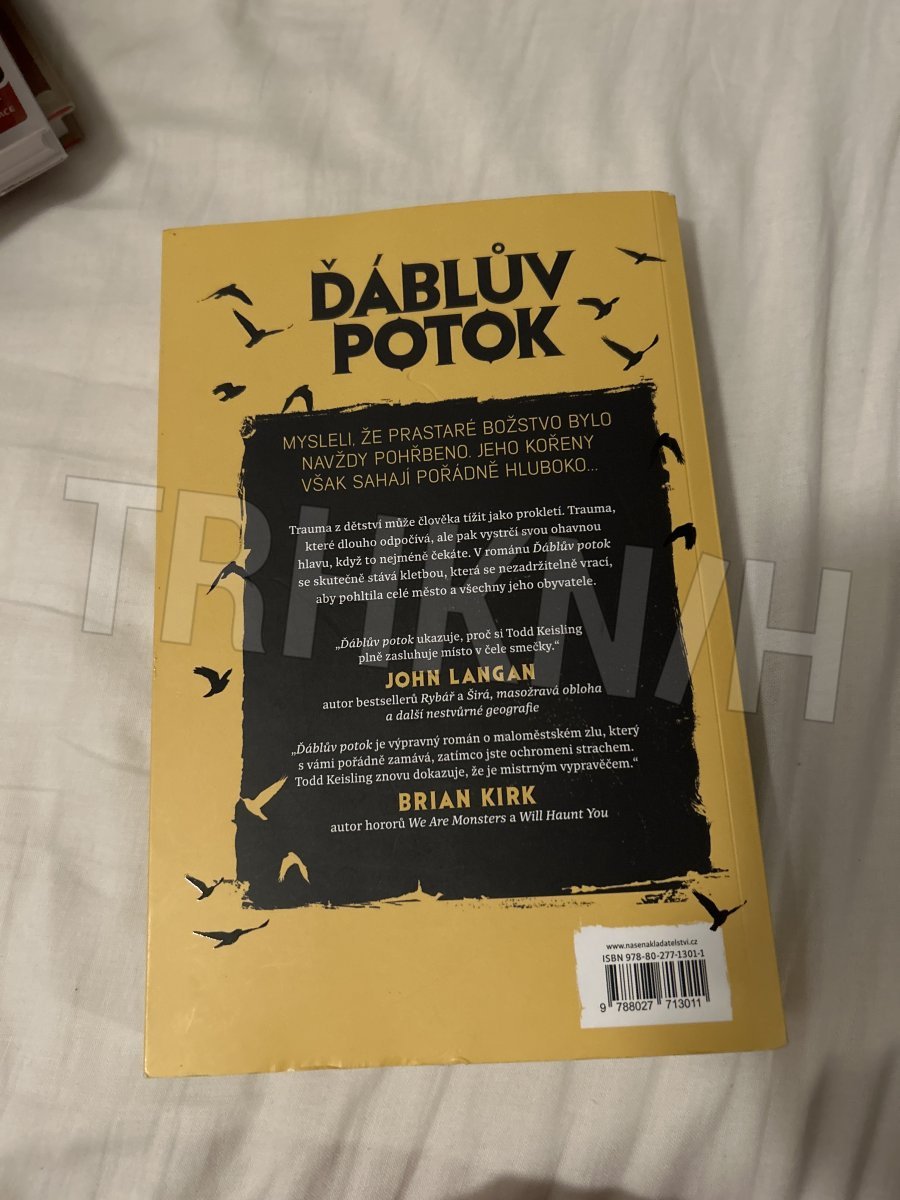 ĎÁBLŮV
POTOK
MYSLELI, ŽE PRASTARÉ BOŽSTVO BYLO
NAVŽDY POHŘBENO. JEHO KOŘENY
VŠAK SAHAJÍ POŘÁDNĚ HLUBOKO...
Trauma z dětství může člověka tížit jako prokletí. Trauma,
které dlouho odpočívá, ale pak vystrčí svou ohavnou
hlavu, když to nejméně čekáte. V románu Ďáblův potok
se skutečně stává kletbou, která se nezadržitelně vrací,
aby pohltila celé město a všechny jeho obyvatele.
„Ďáblův potok ukazuje, proč si Todd Keisling
plně zasluhuje místo v čele smečky.“
JOHN LANGAN
autor bestsellerů Rybář a Širá, masožravá obloha
a další nestvůrné geografie
„Ďáblův potok je výpravný román o maloměstském zlu, který
s vámi pořádně zamává, zatímco jste ochromeni strachem.
Todd Keisling znovu dokazuje, že je mistrným vypravěčem.“
BRIAN KIRK
autor hororů We Are Monsters a Will Haunt You
www.nasenakladatelstvi.cz
ISBN 978-80-277-1301-1
9 788027 713011